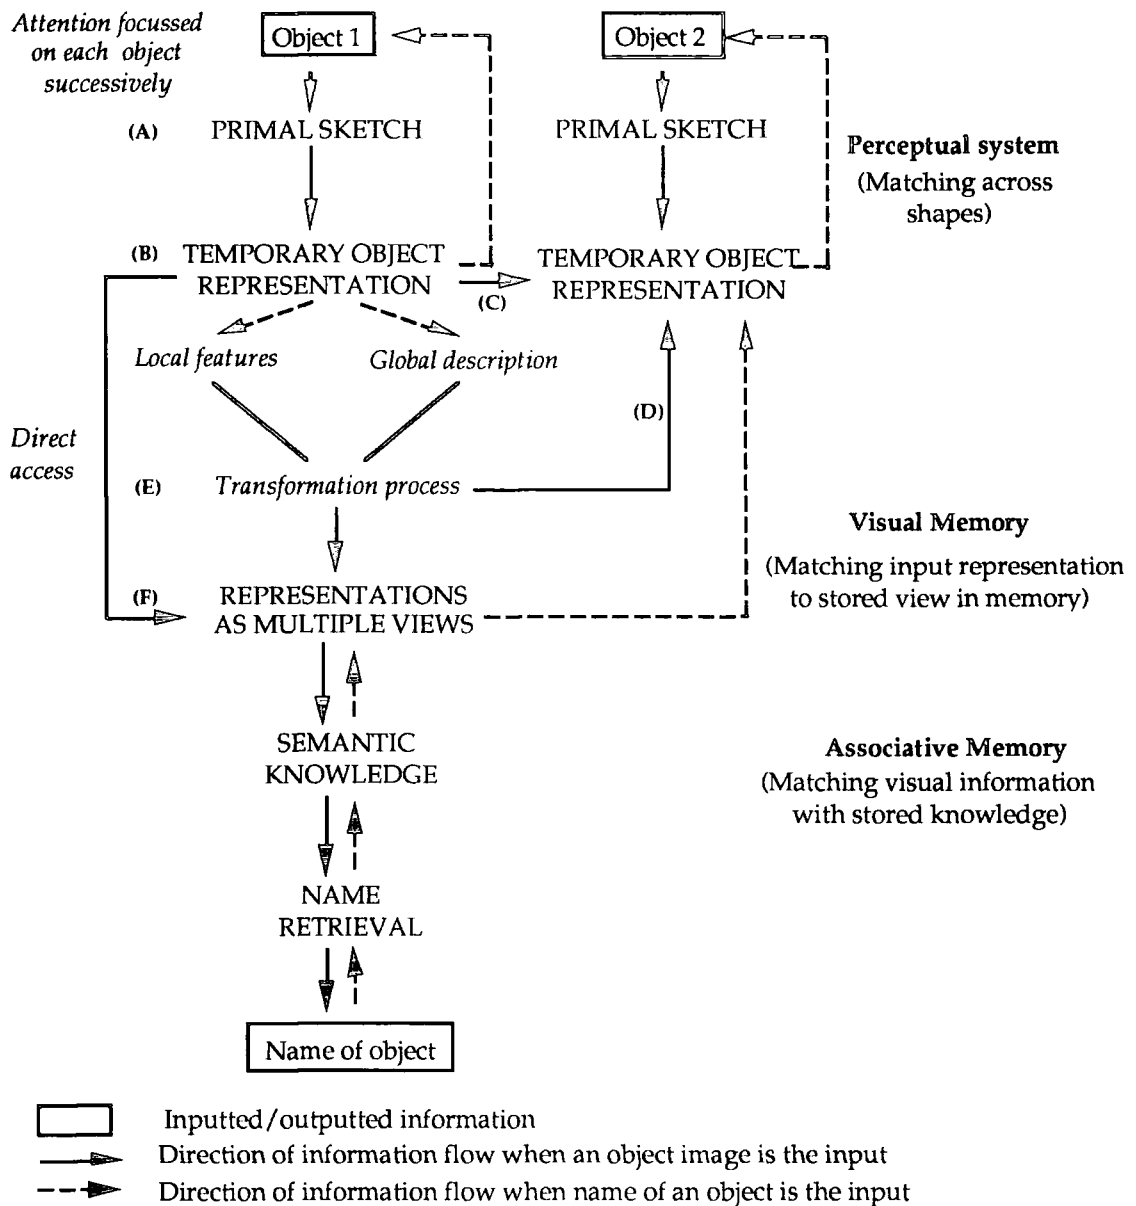 Attention focussed
on each object
successively
Object 1
Object 2
(A)
PRIMAL SKETCH
PRIMAL SKETCH
Perceptual system
(Matching across
shapes)
(B)
TEMPORARY OBJECT
REPRESENTATION
(C)
TEMPORARY OBJECT
REPRESENTATION
Local features
Global description
(D)
Direct
access
(E)
Transformation process
Visual Memory
(Matching input representation
to stored view in memory)
(F)
REPRESENTATIONS
AS MULTIPLE VIEWS
SEMANTIC
KNOWLEDGE
Associative Memory
(Matching visual information
with stored knowledge)
NAME
RETRIEVAL
Name of object
Inputted/outputted information
Direction of information flow when an object image is the input
Direction of information flow when name of an object is the input